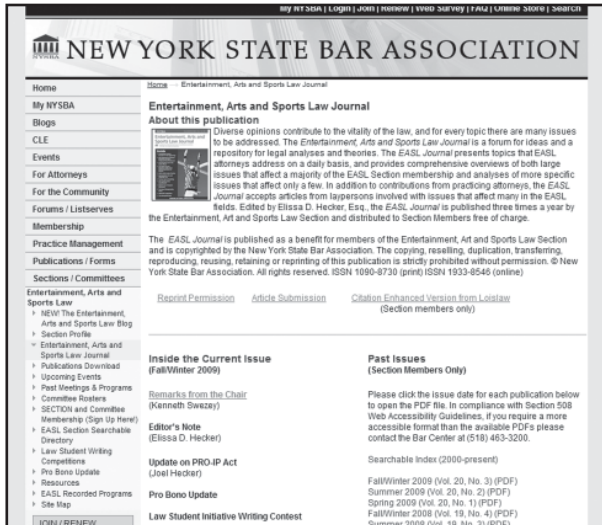 My NYSBA | Login | Join | Renew | Web Survey | FAQ | Online Store | Search
NYSBA
NEW YORK STATE BAR ASSOCIATION
Home
My NYSBA
Blogs
CLE
Events
For Attorneys
For the Community
Forums / Listserves
Membership
Practice Management
Publications / Forms
Sections / Committees
Entertainment, Arts and
Sports Law
NEW! The Entertainment,
Arts and Sports Law Blog
Section Profile
Entertainment, Arts and
Sports Law Journal
Publications Download
Upcoming Events
Past Meetings & Programs
Committee Rosters
SECTION and Committee
Membership (Sign Up Here!)
EASL Section Searchable
Directory
Law Student Writing
Competitions
Pro Bono Update
Resources
EASL Recorded Programs
Site Map
JOIN / RENEW
Home → Entertainment, Arts and Sports Law Journal
Entertainment, Arts and Sports Law Journal
About this publication
Entertainment, Arts and
Sports Law Journal
Diverse opinions contribute to the vitality of the law, and for every topic there are many issues
to be addressed. The Entertainment, Arts and Sports Law Journal is a forum for ideas and a
repository for legal analyses and theories. The EASL Journal presents topics that EASL
attorneys address on a daily basis, and provides comprehensive overviews of both large
issues that affect a majority of the EASL Section membership and analyses of more specific
issues that affect only a few. In addition to contributions from practicing attorneys, the EASL
Journal accepts articles from laypersons involved with issues that affect many in the EASL
fields. Edited by Elissa D. Hecker, Esq., the EASL Journal is published three times a year by
the Entertainment, Art and Sports Law Section and distributed to Section Members free of charge.
The EASL Journal is published as a benefit for members of the Entertainment, Art and Sports Law Section
and is copyrighted by the New York State Bar Association. The copying, reselling, duplication, transferring,
reproducing, reusing, retaining or reprinting of this publication is strictly prohibited without permission. © New
York State Bar Association. All rights reserved. ISSN 1090-8730 (print) ISSN 1933-8546 (online)
Reprint Permission Article Submission Citation Enhanced Version from Loislaw
(Section members only)
Inside the Current Issue
(Fall/Winter 2009)
Remarks from the Chair
(Kenneth Swezey)
Editor's Note
(Elissa D. Hecker)
Update on PRO-IP Act
(Joel Hecker)
Pro Bono Update
Law Student Initiative Writing Contest
Past Issues
(Section Members Only)
Please click the issue date for each publication below
to open the PDF file. In compliance with Section 508
Web Accessibility Guidelines, if you require a more
accessible format than the available PDFs please
contact the Bar Center at (518) 463-3200.
Searchable Index (2000-present)
Fall/Winter 2009 (Vol. 20, No. 3) (PDF)
Summer 2009 (Vol. 20, No. 2) (PDF)
Spring 2009 (Vol. 20, No. 1) (PDF)
Fall/Winter 2008 (Vol. 19, No. 4) (PDF)
Summer 2008 (Vol. 19, No. 3) (PDF)